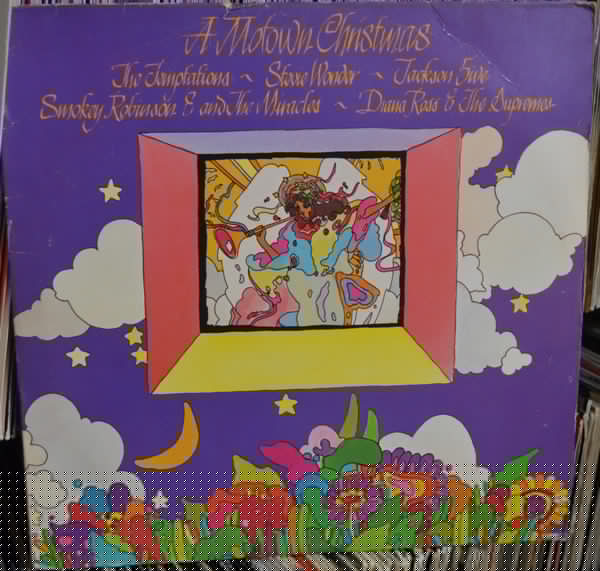 A Motown Christmas
The Temptations ~ Stevie Wonder ~ Jackson 5ive
Smokey Robinson & and The Miracles ~ Diana Ross & The Supremes